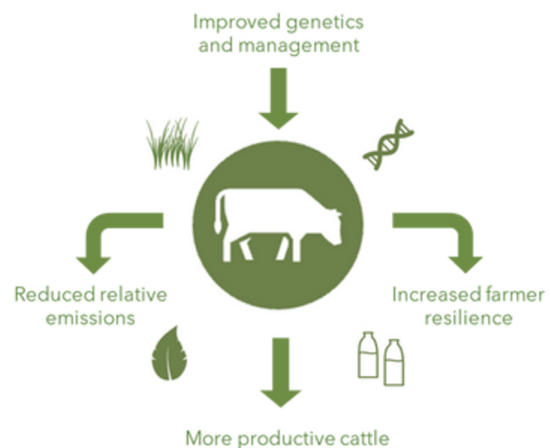 Improved genetics
and management
Reduced relative
emissions
Increased farmer
resilience
More productive cattle